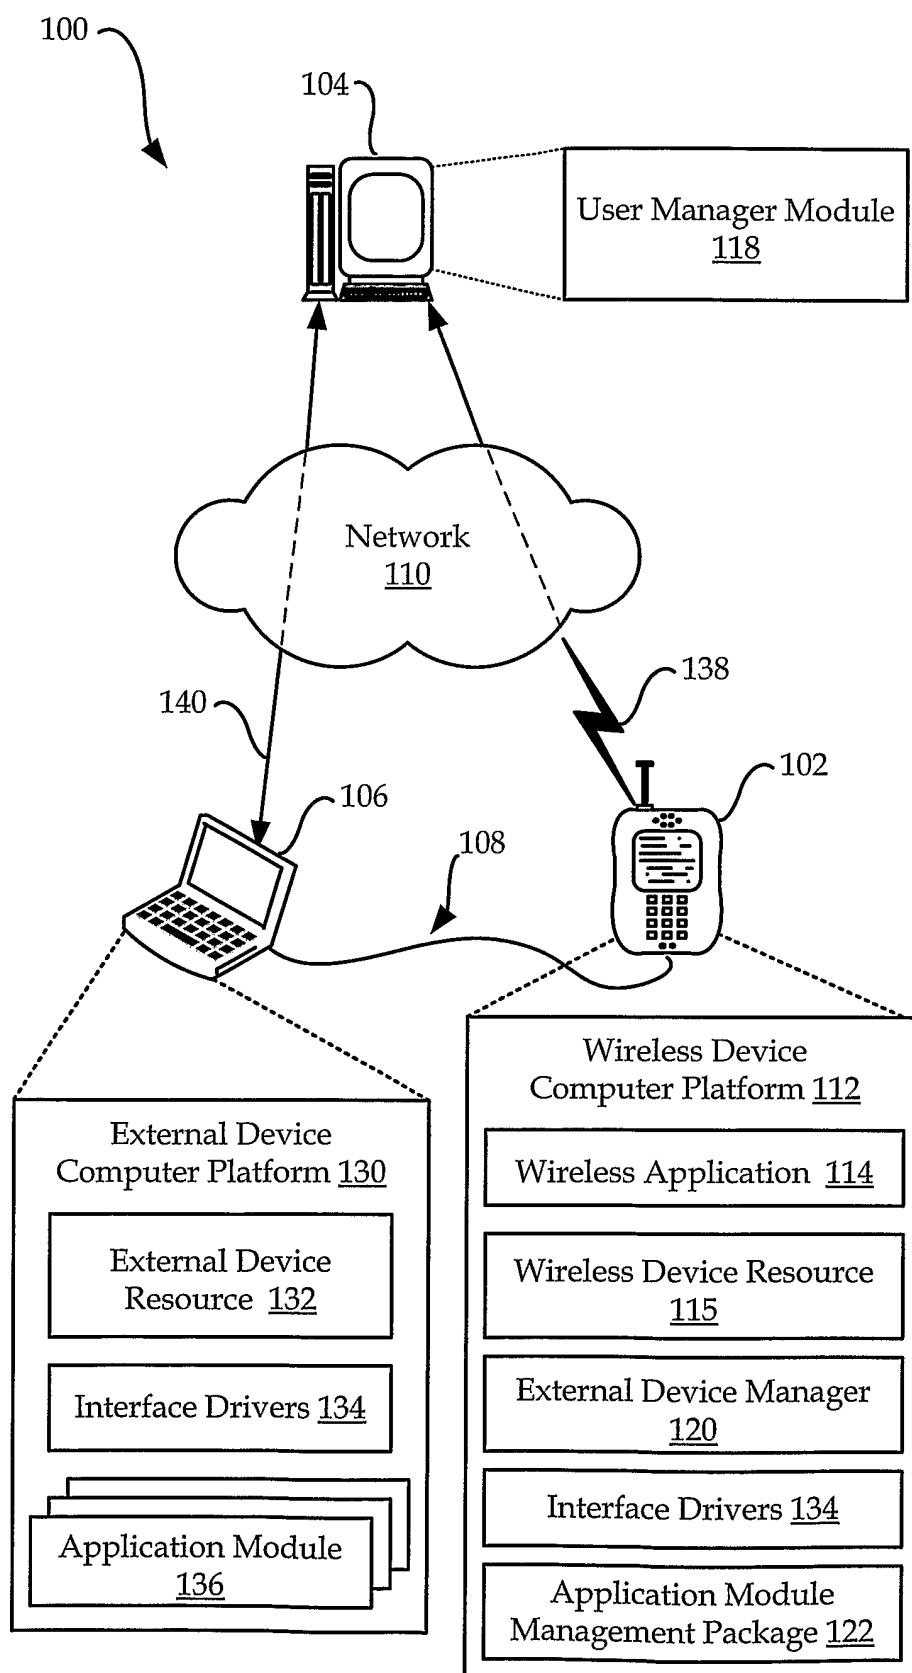 100
104
User Manager Module
118
Network
110
138
140
102
106
108
Wireless Device
Computer Platform 112
Wireless Application 114
Wireless Device Resource
115
External Device Manager
120
Interface Drivers 134
Application Module
Management Package 122
External Device
Computer Platform 130
External Device
Resource 132
Interface Drivers 134
Application Module
136